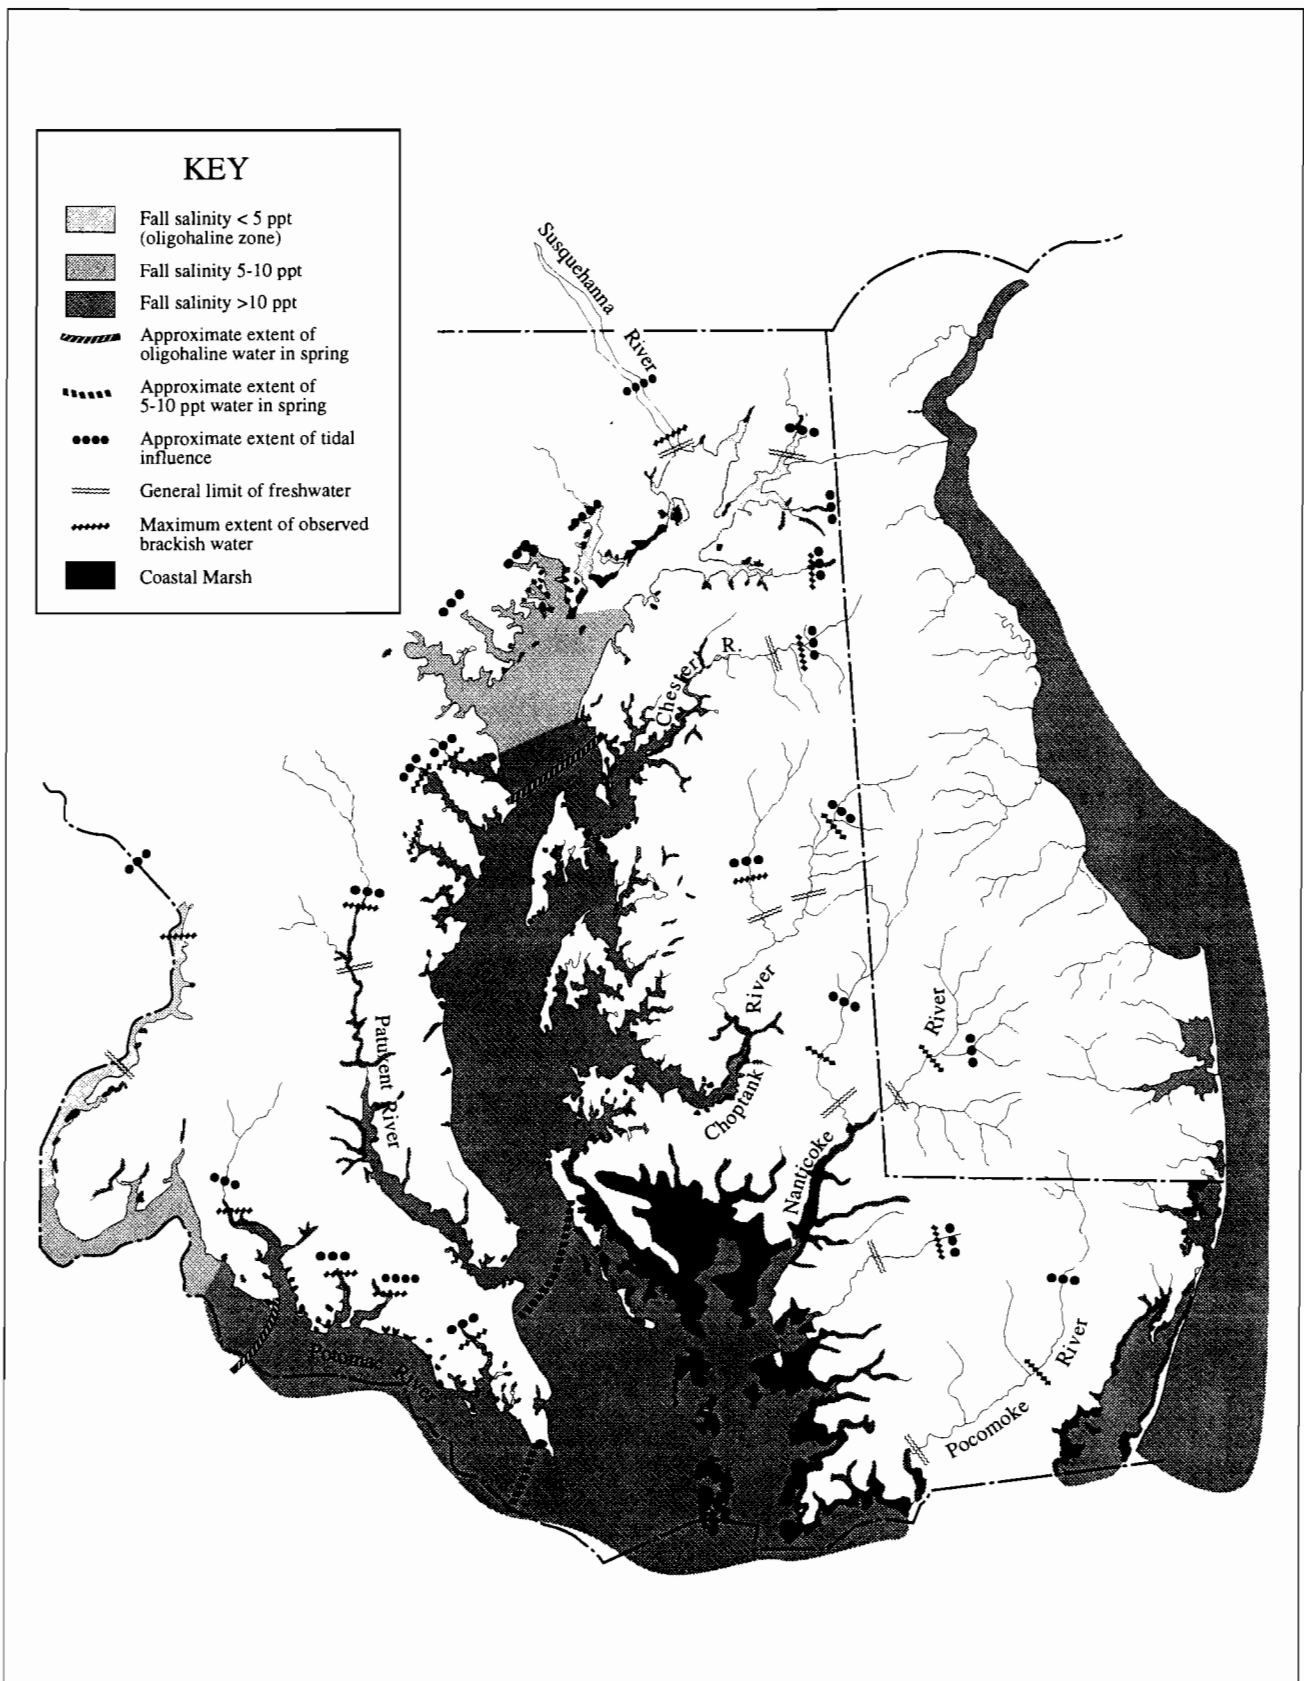 KEY
Fall salinity < 5 ppt
(oligohaline zone)
Fall salinity 5-10 ppt
Fall salinity >10 ppt
Approximate extent of
oligohaline water in spring
Approximate extent of
5-10 ppt water in spring
Approximate extent of tidal
influence
General limit of freshwater
Maximum extent of observed
brackish water
Coastal Marsh
Susquehanna
River
Chester
R.
Patuxent River
River
Choptank
River
Nanticoke
Potomac River
River
Pocomoke